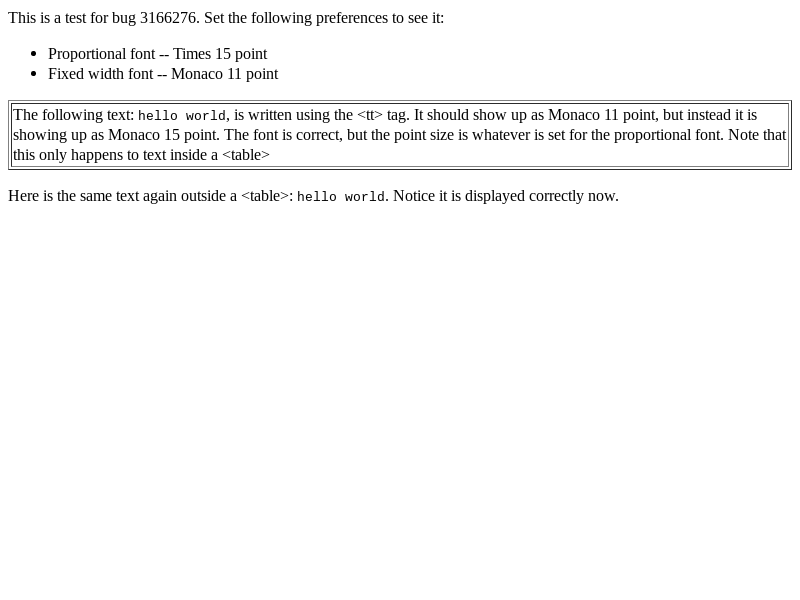 This is a test for bug 3166276. Set the following preferences to see it:
Proportional font -- Times 15 point
Fixed width font -- Monaco 11 point
The following text: hello world, is written using the <tt> tag. It should show up as Monaco 11 point, but instead it is
showing up as Monaco 15 point. The font is correct, but the point size is whatever is set for the proportional font. Note that
this only happens to text inside a <table>
Here is the same text again outside a <table>: hello world. Notice it is displayed correctly now.